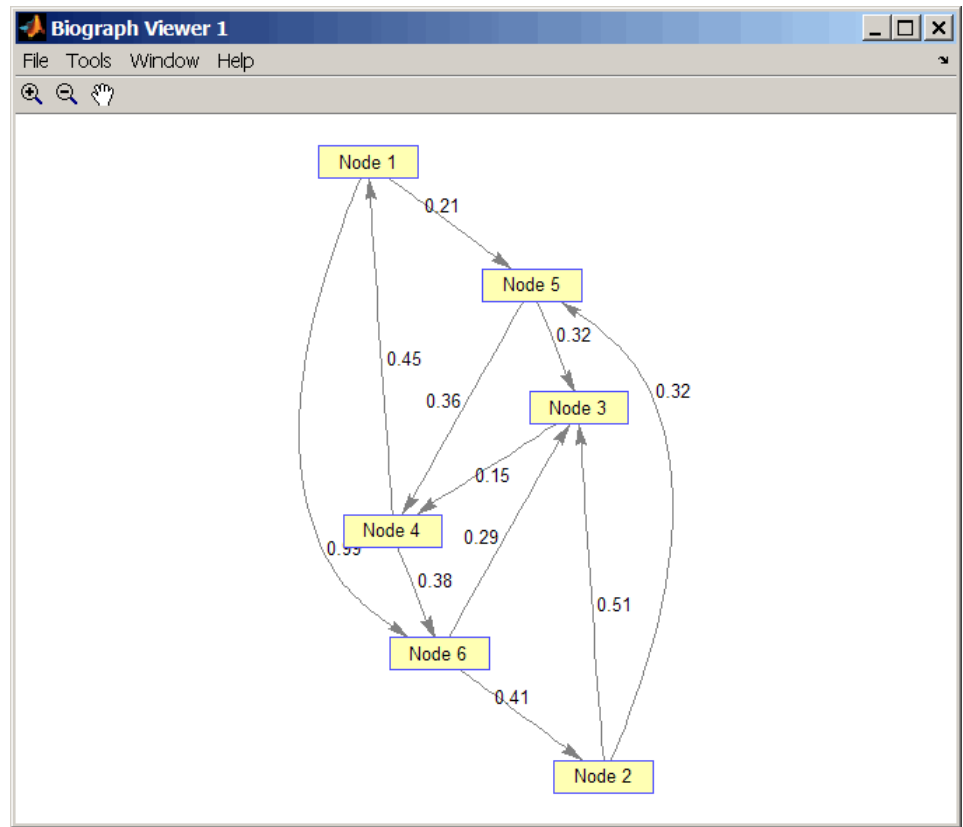 Biograph Viewer 1
File Tools Window Help
Node 1
0.21
Node 5
0.32
0.45
0.36
0.32
Node 3
0.15
Node 4
0.29
0.99
0.38
0.51
Node 6
0.41
Node 2